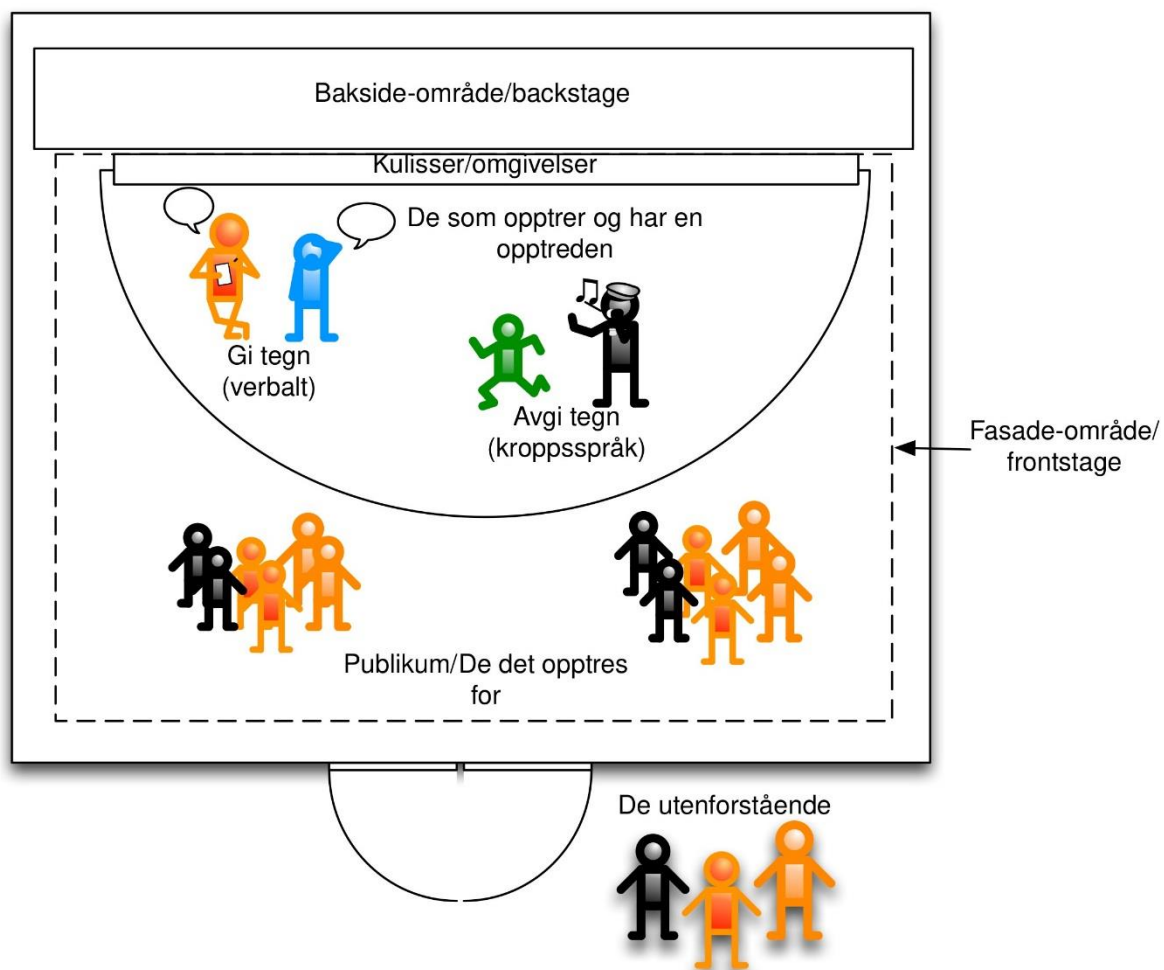 Bakside-område/backstage
Kulisser/omgivelser
De som opptrer og har en
opptreden
Gi tegn
(verbalt)
Avgi tegn
(kroppsspråk)
Fasade-område/
frontstage
Publikum/De det opptres
for
De utenforstående